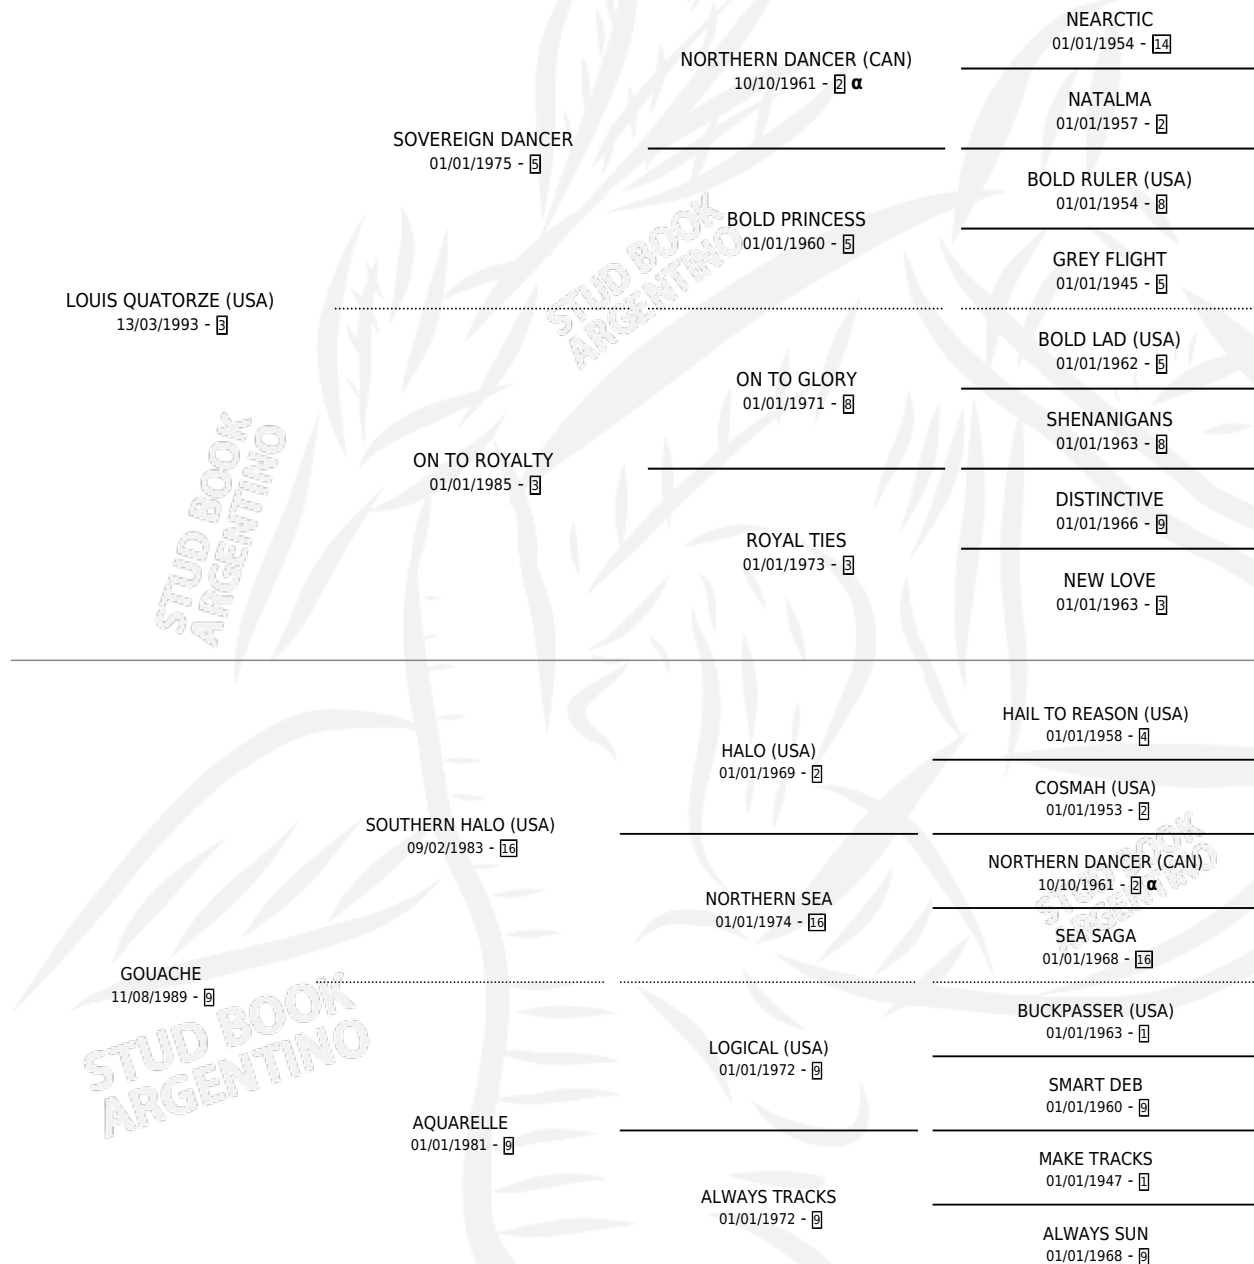 NEARCTIC
01/01/1954 - 14
NORTHERN DANCER (CAN)
10/10/1961 - 2 α
NATALMA
01/01/1957 - 2
SOVEREIGN DANCER
01/01/1975 - 5
BOLD RULER (USA)
01/01/1954 - 8
BOLD PRINCESS
01/01/1960 - 5
GREY FLIGHT
01/01/1945 - 5
LOUIS QUATORZE (USA)
13/03/1993 - 3
BOLD LAD (USA)
01/01/1962 - 5
ON TO GLORY
01/01/1971 - 8
SHENANIGANS
01/01/1963 - 8
ON TO ROYALTY
01/01/1985 - 3
DISTINCTIVE
01/01/1966 - 9
ROYAL TIES
01/01/1973 - 3
NEW LOVE
01/01/1963 - 3
HAIL TO REASON (USA)
01/01/1958 - 4
HALO (USA)
01/01/1969 - 2
COSMAH (USA)
01/01/1953 - 2
SOUTHERN HALO (USA)
09/02/1983 - 16
NORTHERN DANCER (CAN)
10/10/1961 - 2 α
NORTHERN SEA
01/01/1974 - 16
SEA SAGA
01/01/1968 - 16
GOUACHE
11/08/1989 - 9
BUCKPASSER (USA)
01/01/1963 - 1
LOGICAL (USA)
01/01/1972 - 9
SMART DEB
01/01/1960 - 9
AQUARELLE
01/01/1981 - 9
MAKE TRACKS
01/01/1947 - 1
ALWAYS TRACKS
01/01/1972 - 9
ALWAYS SUN
01/01/1968 - 9
STUD BOOK
ARGENTINO
STUD BOOK
ARGENTINO
STUD BOOK
ARGENTINO
STUD BOOK
ARGENTINO